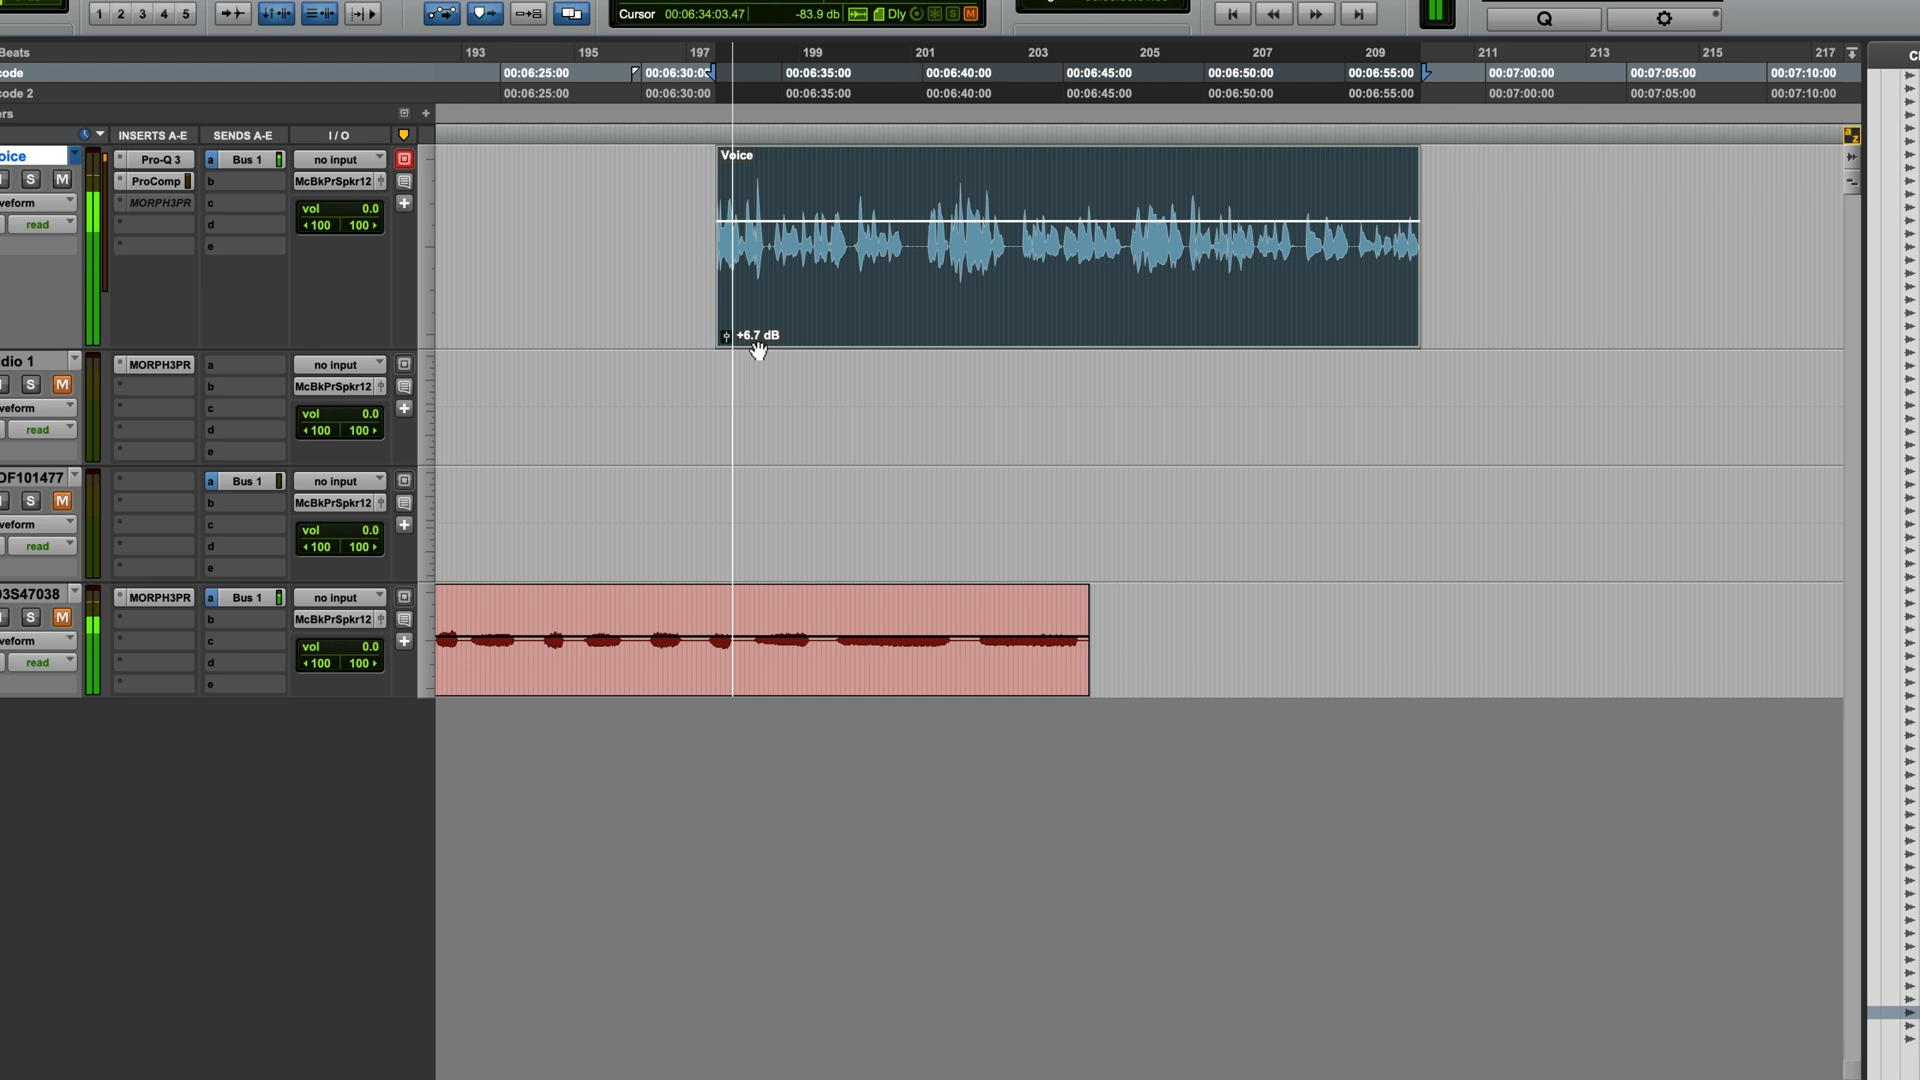 1 2 3 4 5
Cursor 00:06:34:03.47 -83.9 db Dly S M
Q
Beats 193 195 197 199 201 203 205 207 209 211 213 215 217
code 00:06:25:00 00:06:30:00 00:06:35:00 00:06:40:00 00:06:45:00 00:06:50:00 00:06:55:00 00:07:00:00 00:07:05:00 00:07:10:00
code 2 00:06:25:00 00:06:30:00 00:06:35:00 00:06:40:00 00:06:45:00 00:06:50:00 00:06:55:00 00:07:00:00 00:07:05:00 00:07:10:00
ers
INSERTS A-E SENDS A-E I / O
oice Pro-Q 3 a Bus 1 no input
S M ProComp b McBkPrSpkr12
veform MORPH3PR c vol 0.0
read d 100 100
e
Voice
+6.7 dB
dio 1 MORPH3PR a no input
S M b McBkPrSpkr12
veform c vol 0.0
read d 100 100
e
DF101477 a Bus 1 no input
S M b McBkPrSpkr12
veform c vol 0.0
read d 100 100
e
03S47038 MORPH3PR a Bus 1 no input
S M b McBkPrSpkr12
veform c vol 0.0
read d 100 100
e
a z